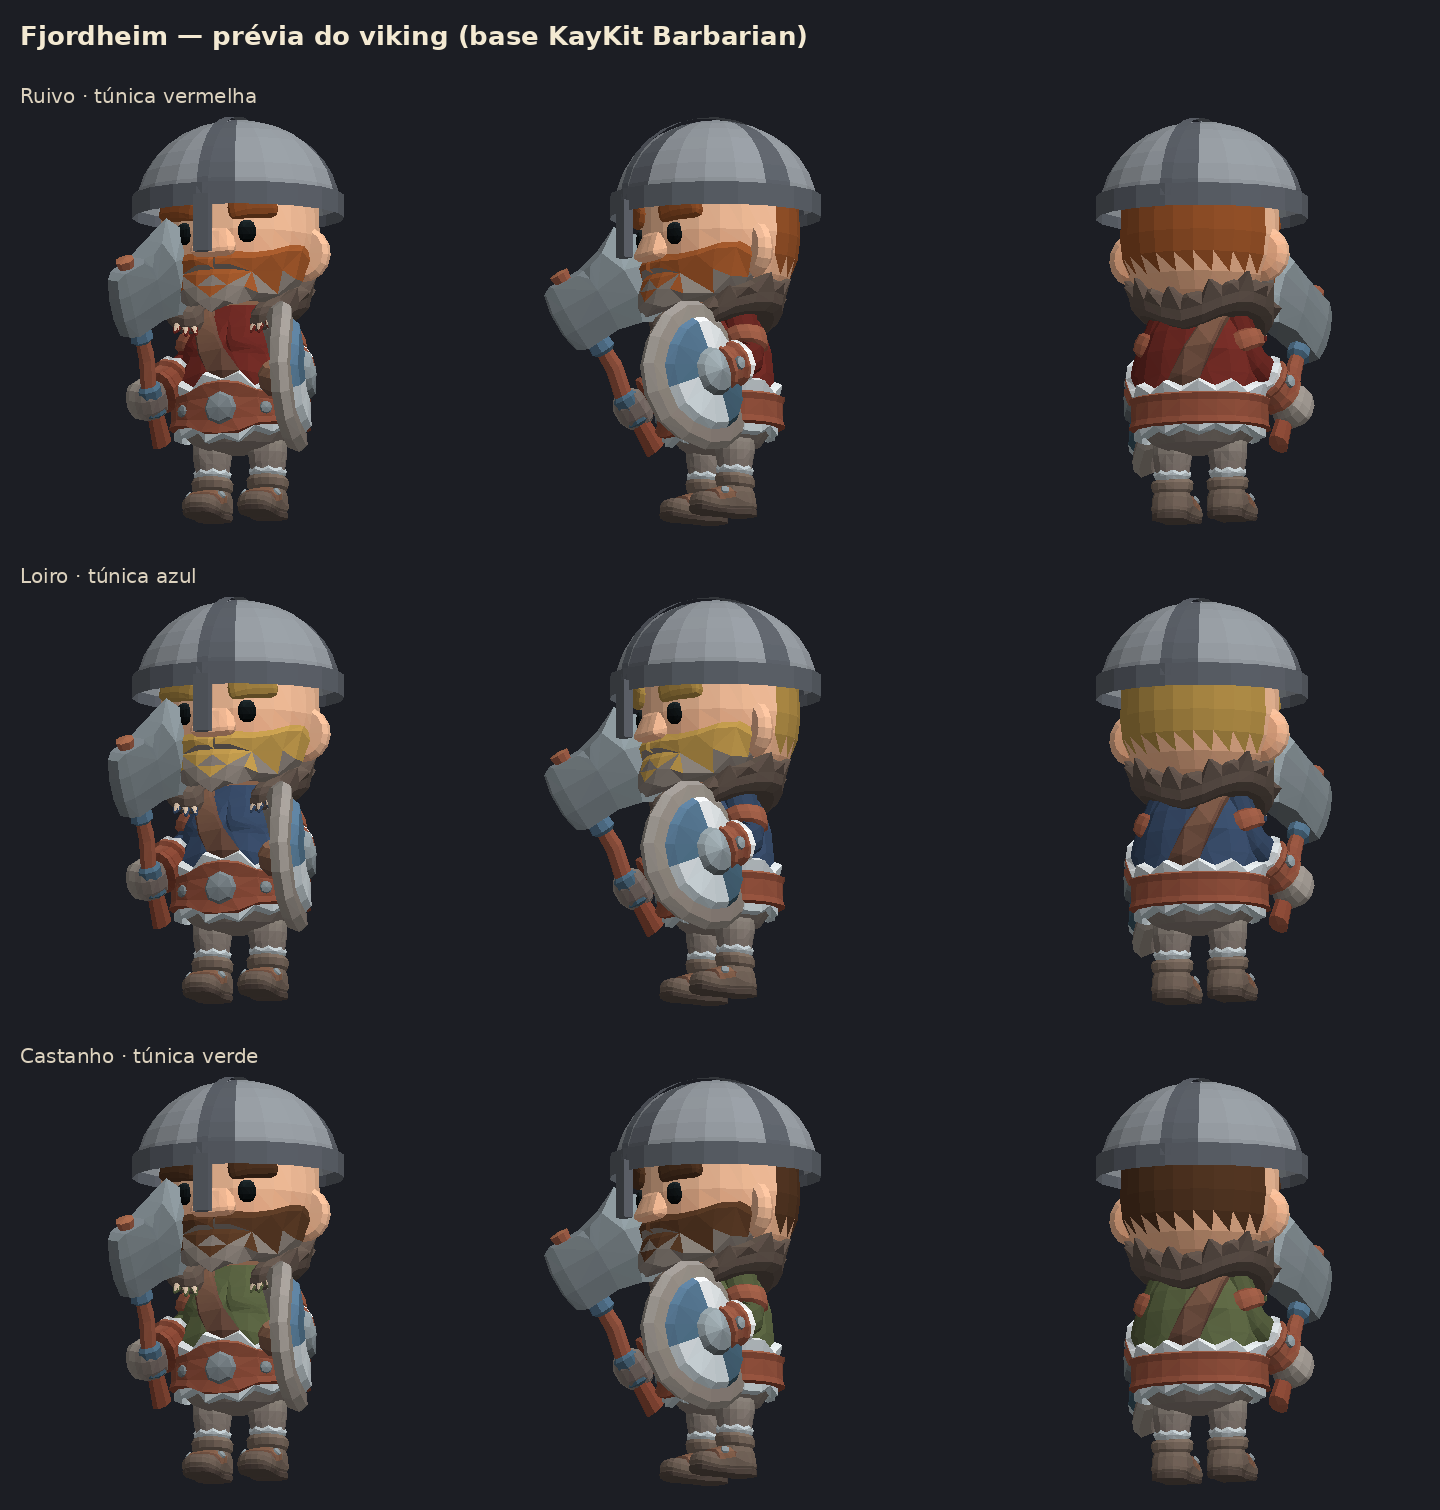 Fjordheim — prévia do viking (base KayKit Barbarian)
Ruivo · túnica vermelha
Loiro · túnica azul
Castanho · túnica verde